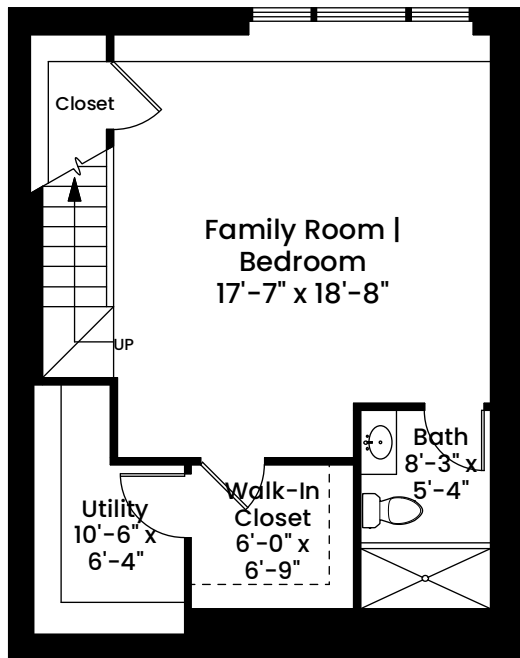 Closet
Family Room |
Bedroom
17'-7" x 18'-8"
UP
Bath
8'-3" x
5'-4"
Walk-In
Closet
6'-0" x
6'-9"
Utility
10'-6" x
6'-4"